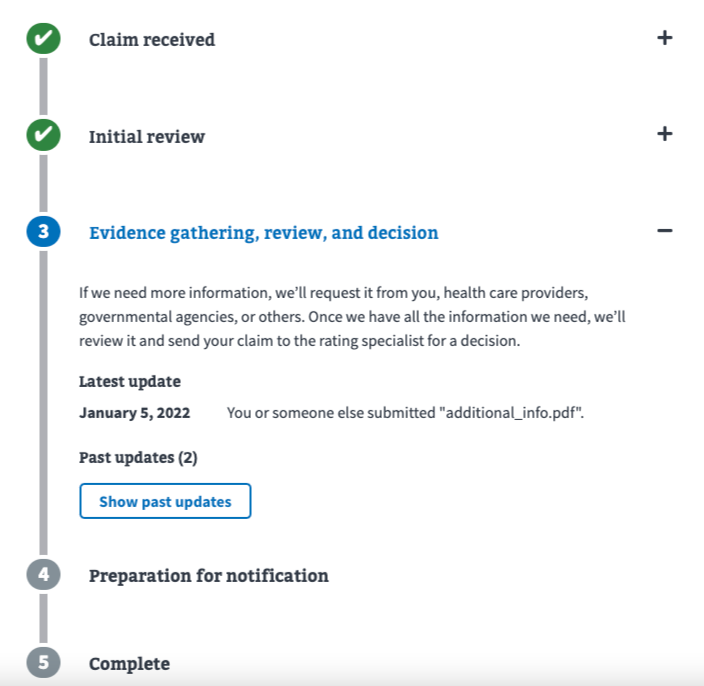 Claim received
Initial review
3 Evidence gathering, review, and decision
If we need more information, we’ll request it from you, health care providers,
governmental agencies, or others. Once we have all the information we need, we’ll
review it and send your claim to the rating specialist for a decision.
Latest update
January 5, 2022 You or someone else submitted "additional_info.pdf".
Past updates (2)
Show past updates
4 Preparation for notification
5 Complete